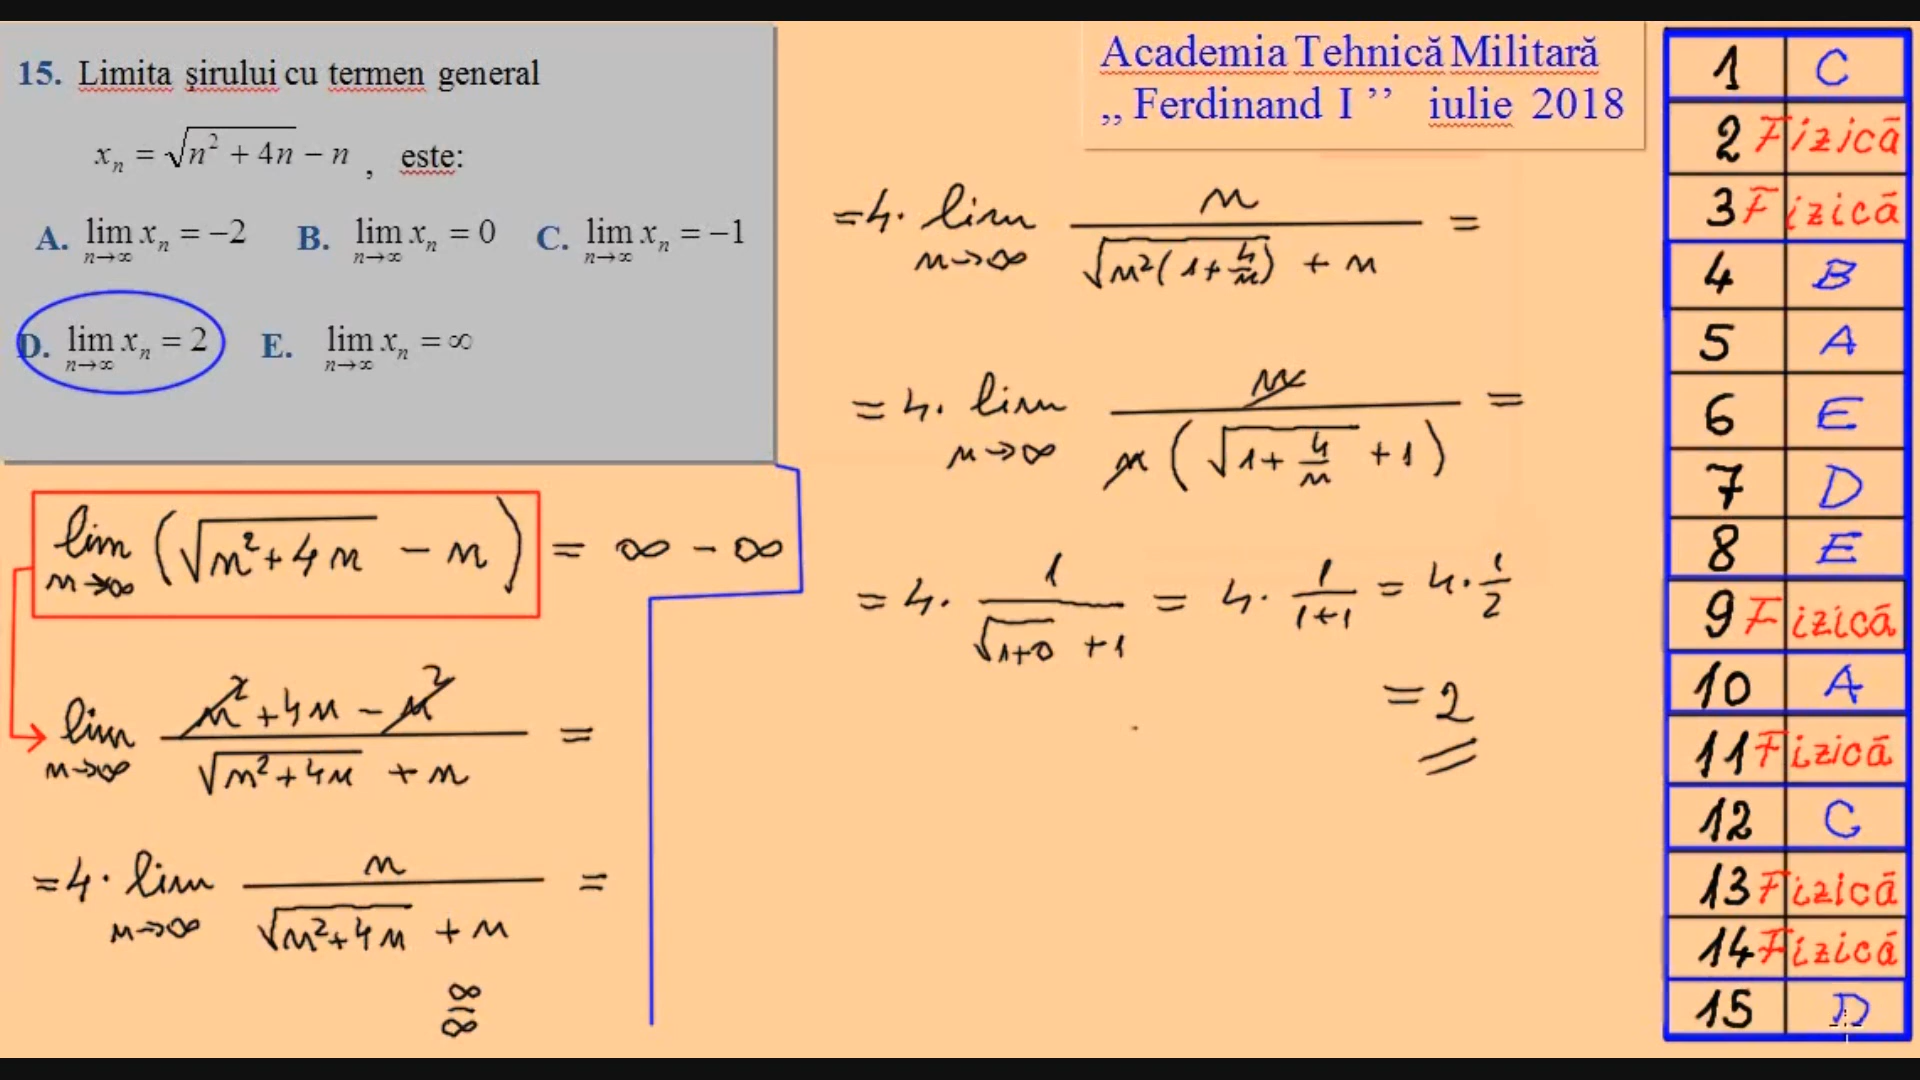 15. Limita şirului cu termen general
xₙ = √(n² + 4n) − n , este:
A. lim xₙ = −2 B. lim xₙ = 0 C. lim xₙ = −1
n→∞ n→∞ n→∞
D. lim xₙ = 2 E. lim xₙ = ∞
n→∞ n→∞
lim (√(n²+4n) − n) = ∞ − ∞
n→∞
lim (n²+4n − n²)/(√(n²+4n) + n) =
n→∞
=4· lim n/(√(n²+4n) + n) =
n→∞
∞/∞
Academia Tehnică Militară
,, Ferdinand I ’’ iulie 2018
=4· lim n/(√(n²(1+4/n)) + n) =
n→∞
=4· lim n/(n(√(1+4/n) +1)) =
n→∞
=4· 1/(√(1+0) +1) = 4· 1/(1+1) = 4·1/2
=2
1 C
2 Fizică
3 Fizică
4 B
5 A
6 E
7 D
8 E
9 Fizică
10 A
11 Fizică
12 C
13 Fizică
14 Fizică
15 D